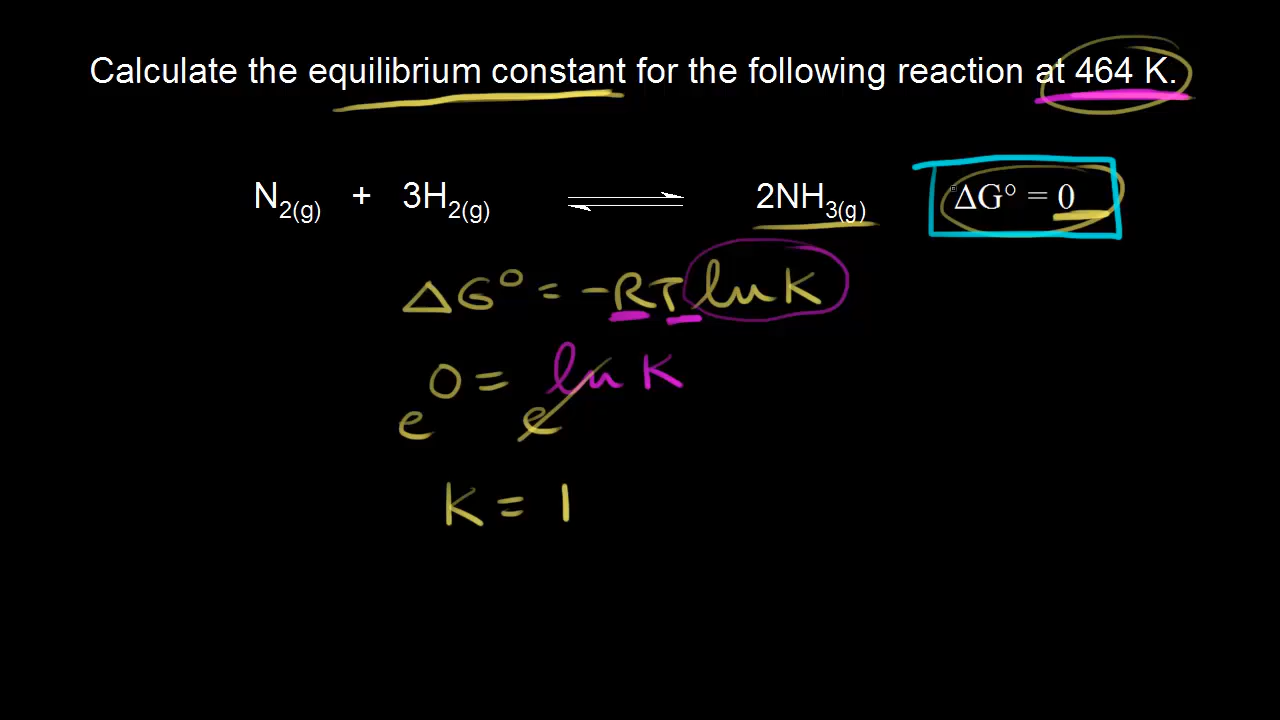 Calculate the equilibrium constant for the following reaction at 464 K.
N2(g) + 3H2(g) ⇌ 2NH3(g) ΔG° = 0
ΔG° = -RT ln K
0 = ln K
e e
K = 1